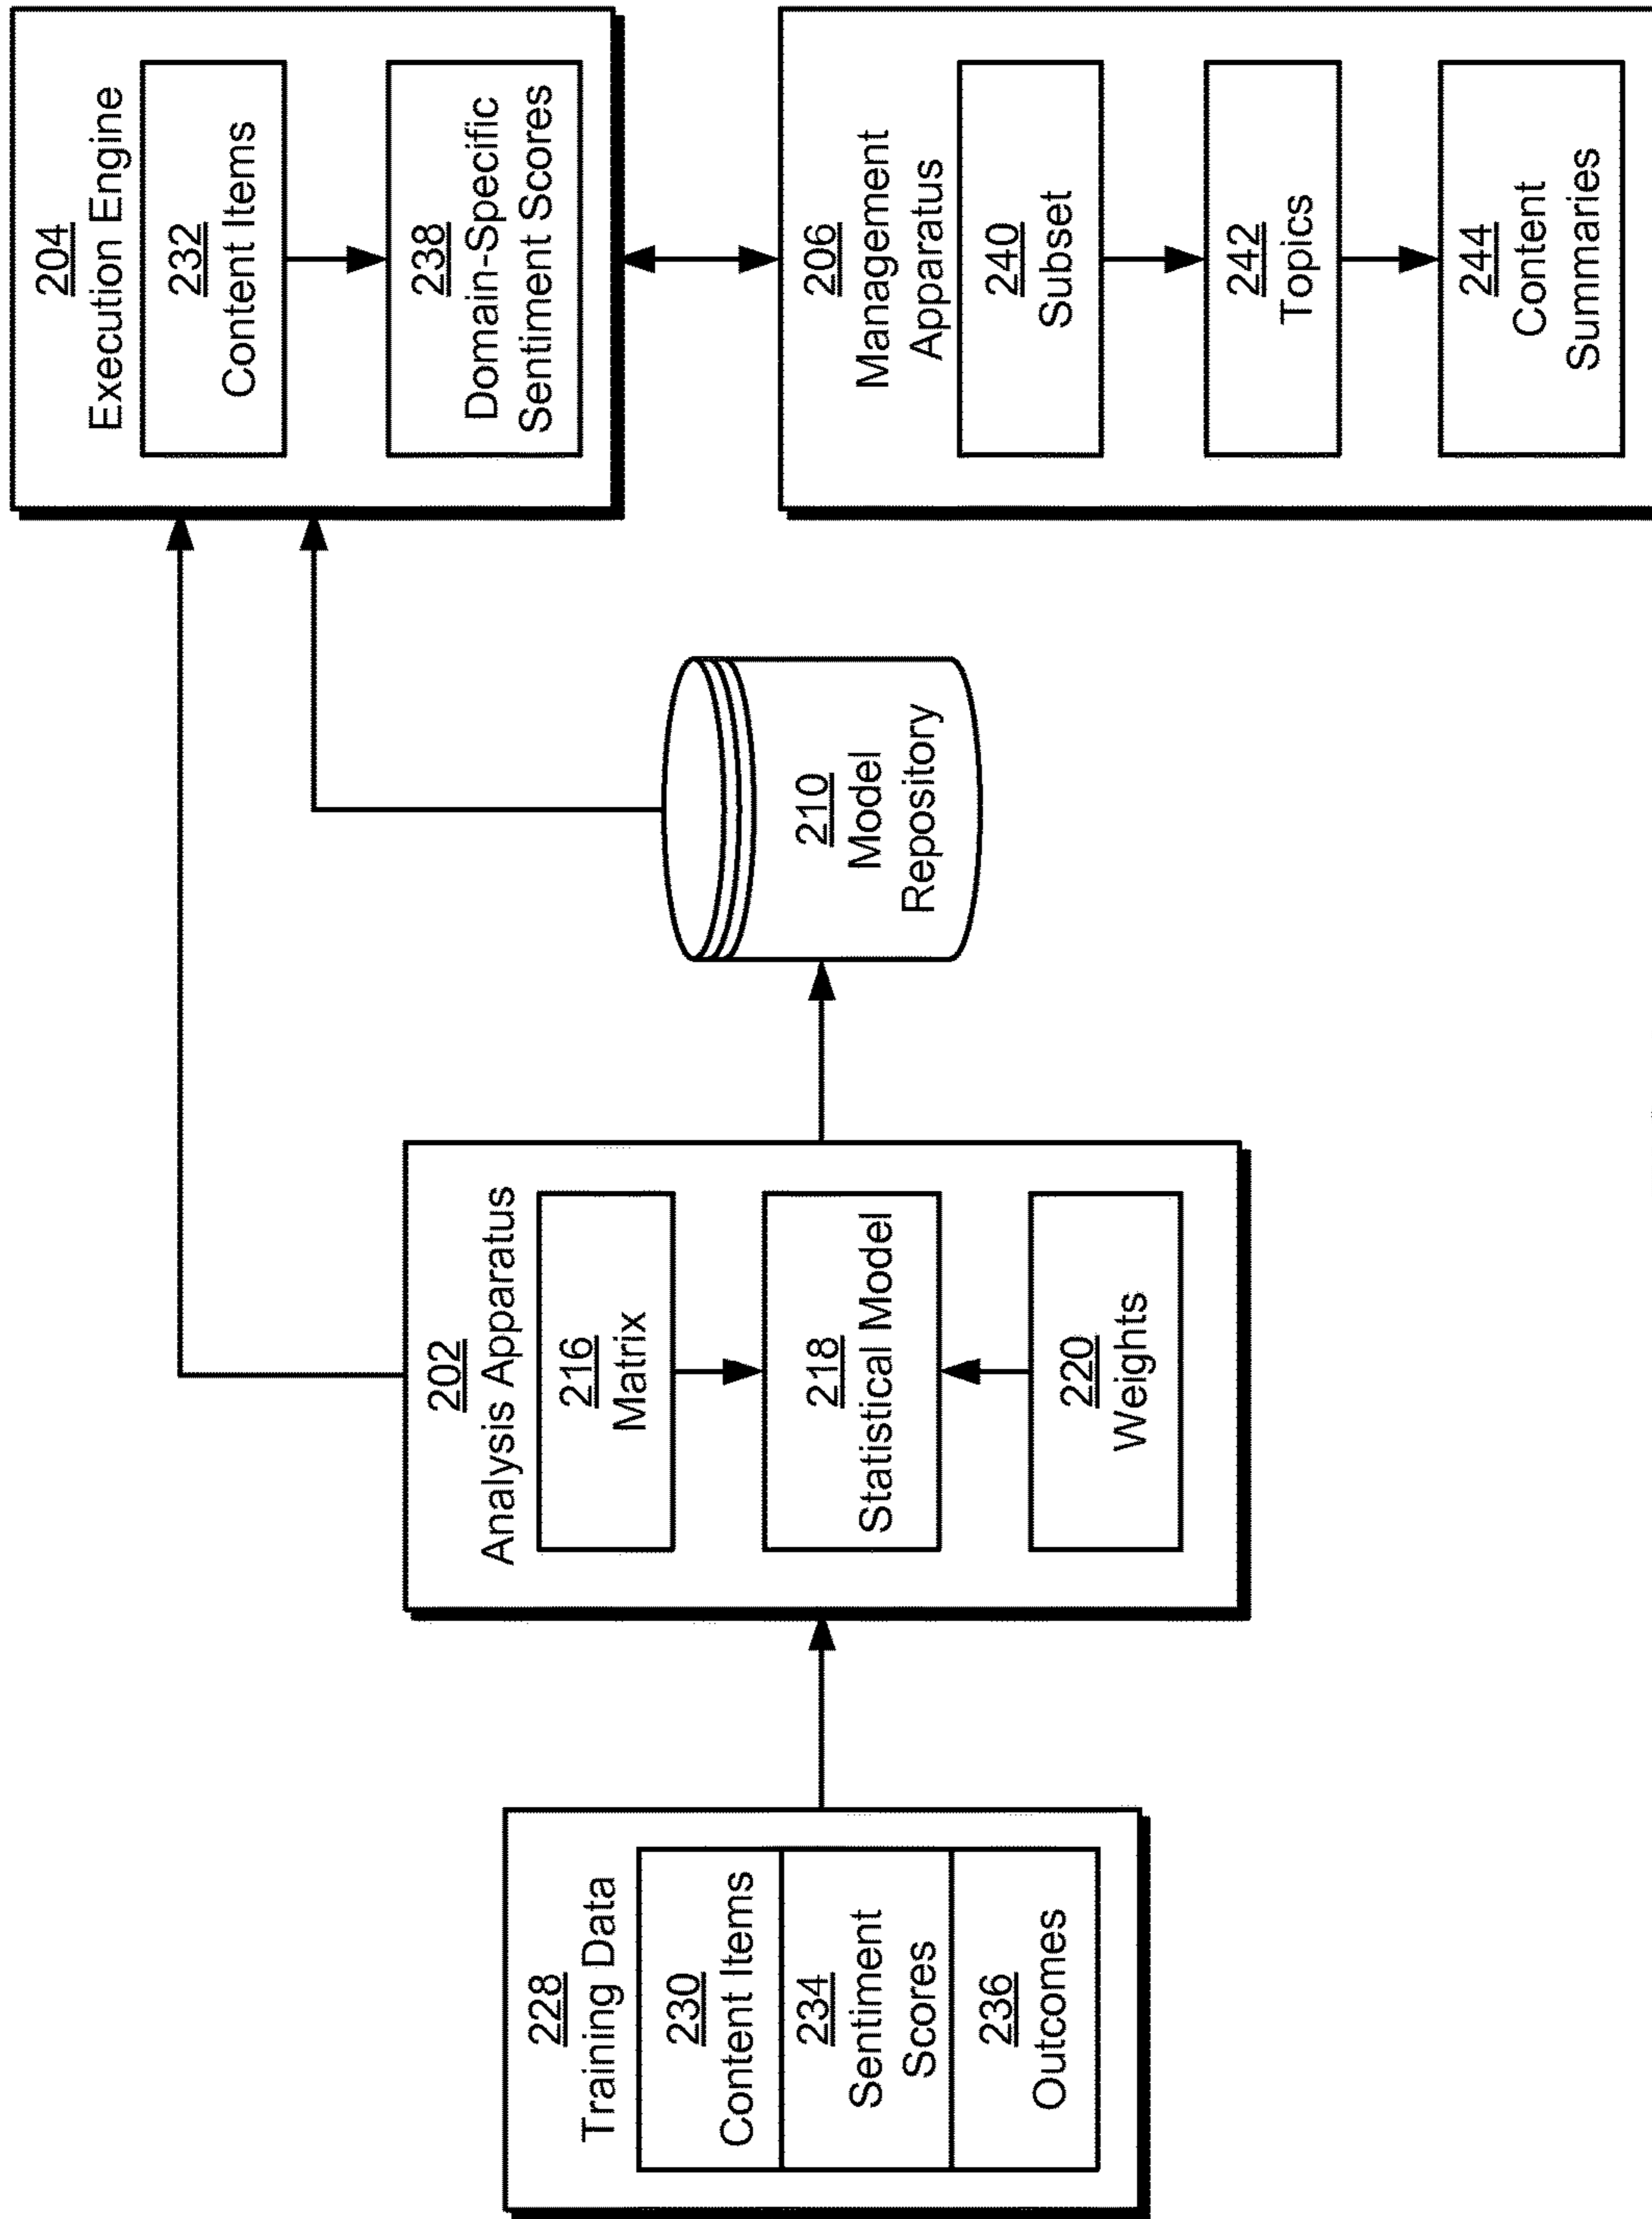 228
Training Data
230
Content Items
234
Sentiment
Scores
236
Outcomes
202
Analysis Apparatus
216
Matrix
218
Statistical Model
220
Weights
210
Model
Repository
204
Execution Engine
232
Content Items
238
Domain-Specific
Sentiment Scores
206
Management
Apparatus
240
Subset
242
Topics
244
Content
Summaries